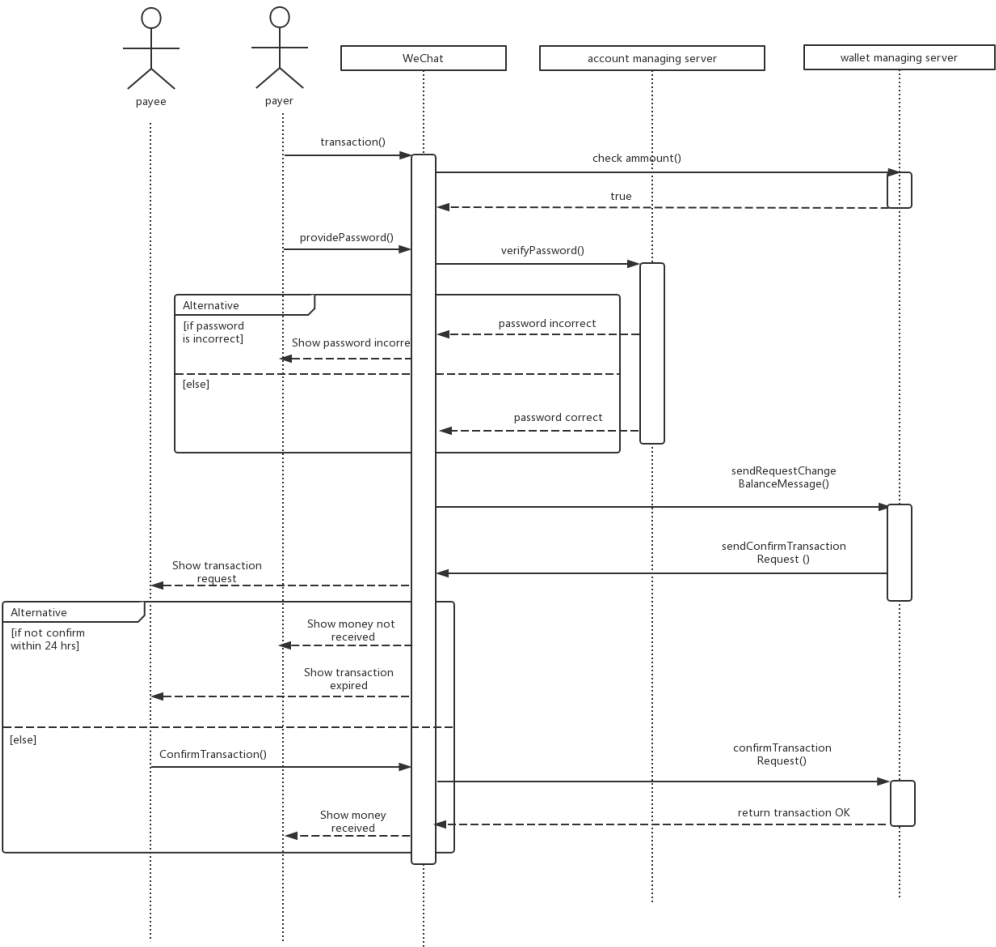 payee
payer
WeChat
account managing server
wallet managing server
transaction()
check ammount()
true
providePassword()
verifyPassword()
Alternative
[if password
is incorrect]
password incorrect
Show password incorre
[else]
password correct
sendRequestChange
BalanceMessage()
sendConfirmTransaction
Request ()
Show transaction
request
Alternative
[if not confirm
within 24 hrs]
Show money not
received
Show transaction
expired
[else]
ConfirmTransaction()
confirmTransaction
Request()
return transaction OK
Show money
received